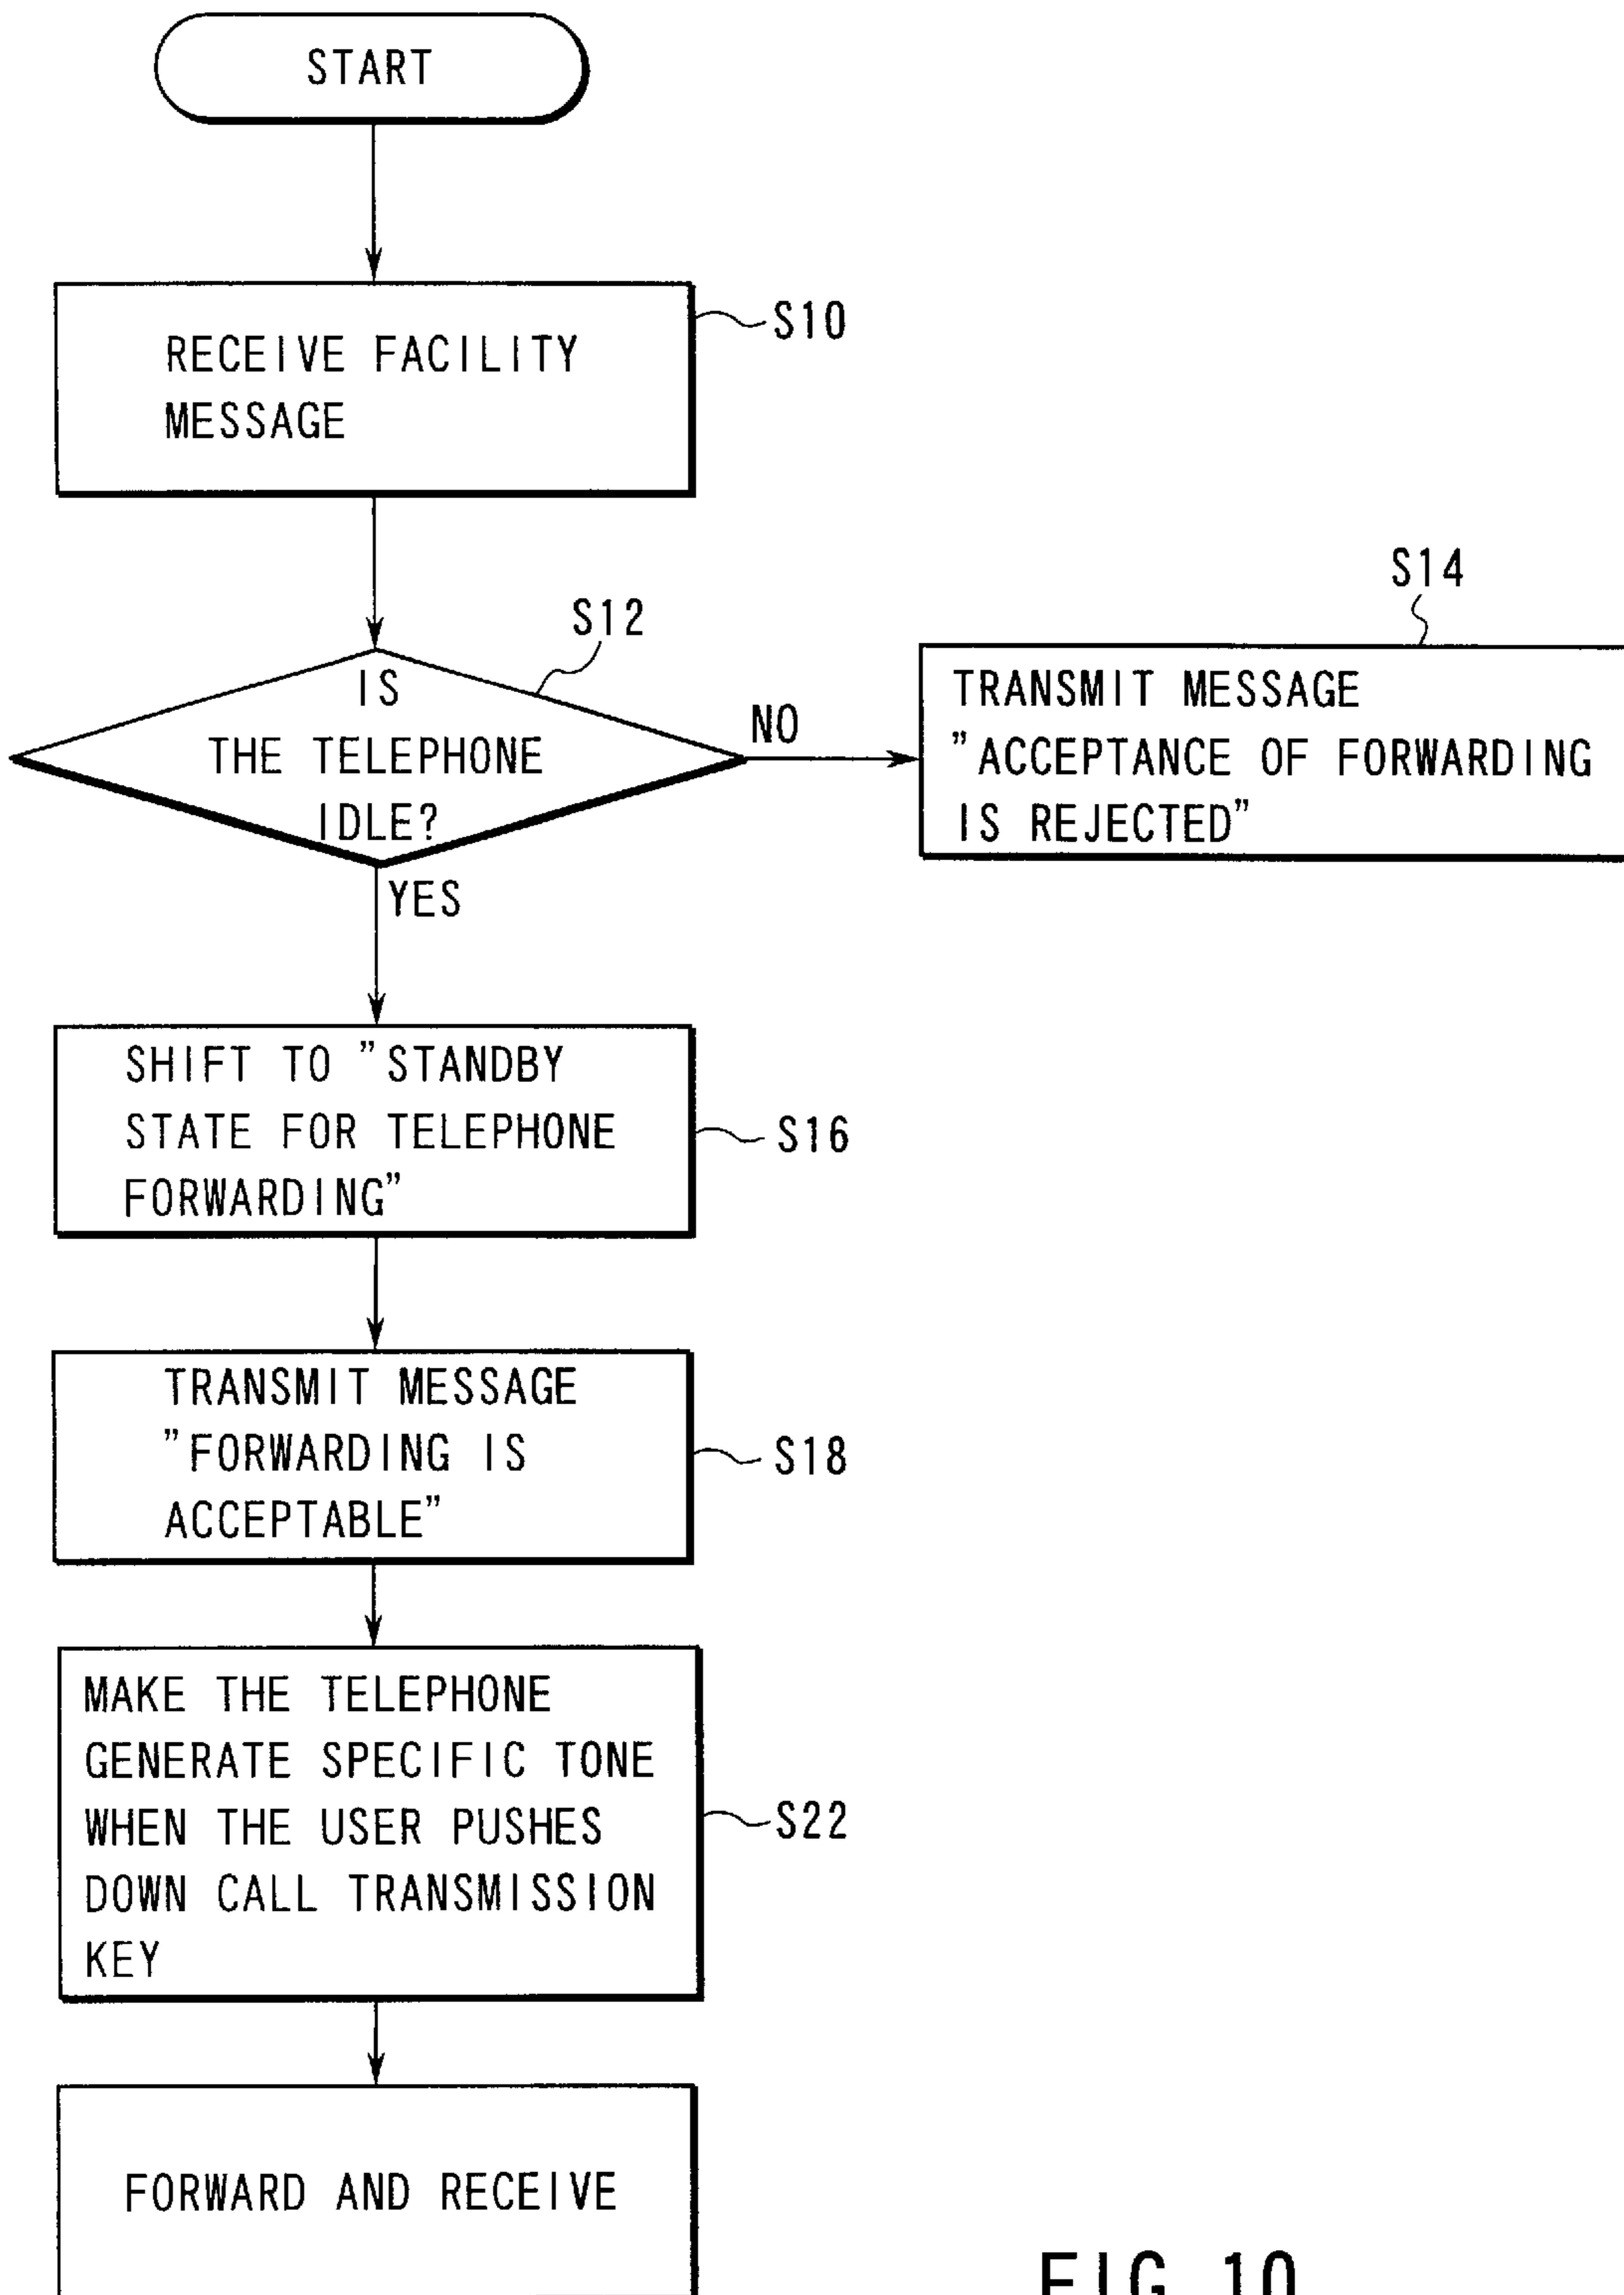 START
RECEIVE FACILITY
MESSAGE
S10
S12
IS
THE TELEPHONE
IDLE?
NO
YES
S14
TRANSMIT MESSAGE
"ACCEPTANCE OF FORWARDING
IS REJECTED"
SHIFT TO "STANDBY
STATE FOR TELEPHONE
FORWARDING"
S16
TRANSMIT MESSAGE
"FORWARDING IS
ACCEPTABLE"
S18
MAKE THE TELEPHONE
GENERATE SPECIFIC TONE
WHEN THE USER PUSHES
DOWN CALL TRANSMISSION
KEY
S22
FORWARD AND RECEIVE
FIG. 10